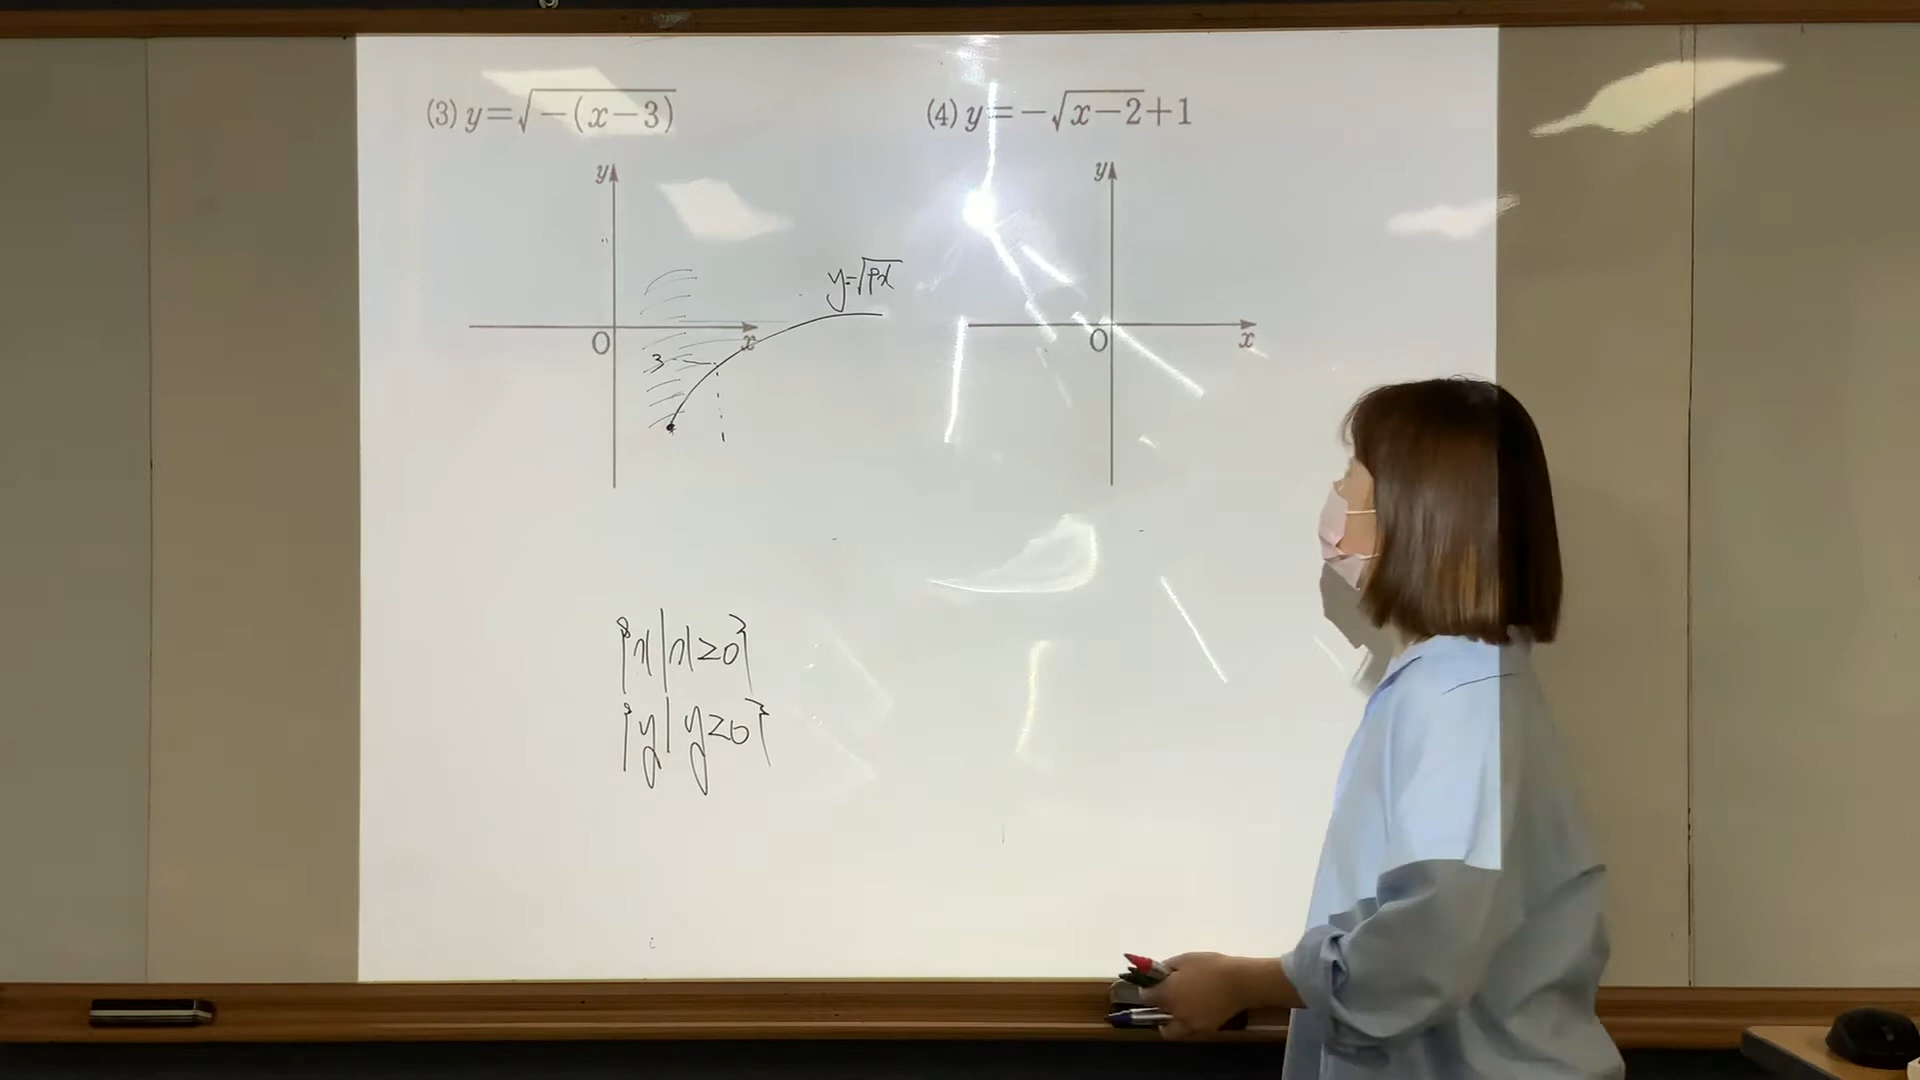 (3) y=√-(x-3)
(4) y=-√x-2+1
y
y
y=√px
O
x
3
O
x
{x|x≥0}
{y|y≥0}